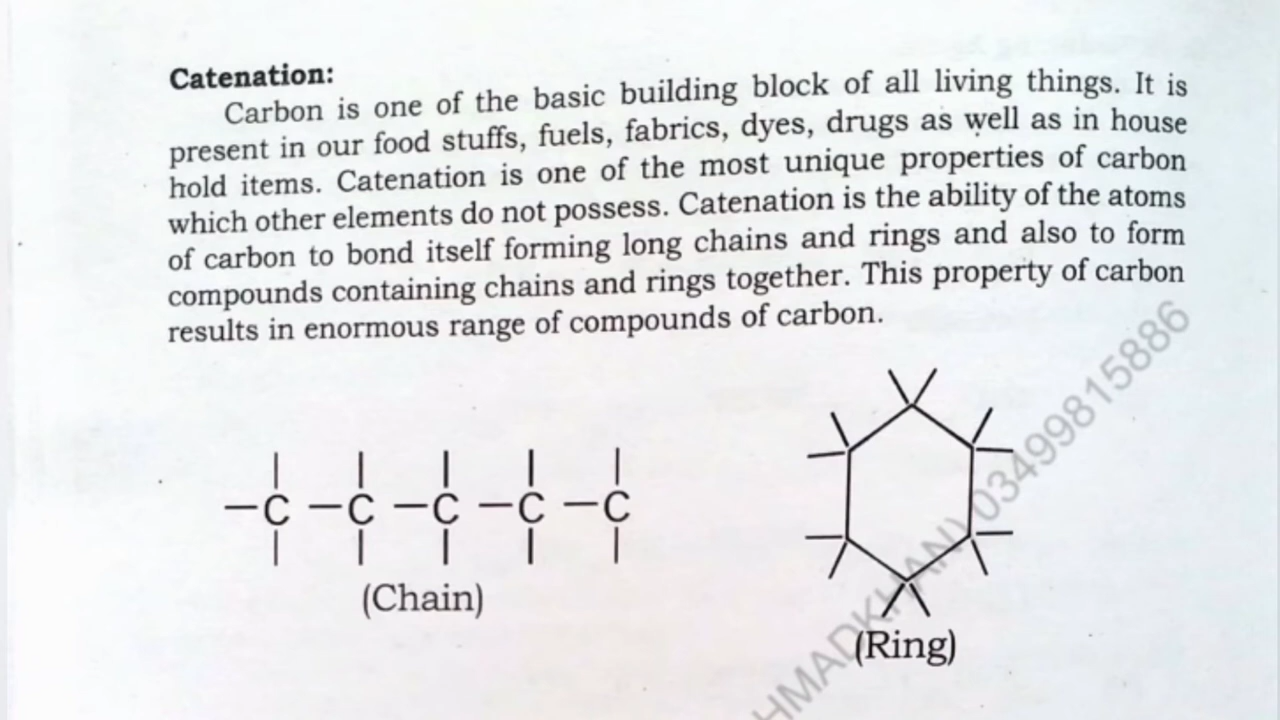 Catenation:
Carbon is one of the basic building block of all living things. It is
present in our food stuffs, fuels, fabrics, dyes, drugs as well as in house
hold items. Catenation is one of the most unique properties of carbon
which other elements do not possess. Catenation is the ability of the atoms
of carbon to bond itself forming long chains and rings and also to form
compounds containing chains and rings together. This property of carbon
results in enormous range of compounds of carbon.
–C –C –C –C –C
(Chain)
(Ring)
HMADKHAN) 03499815886